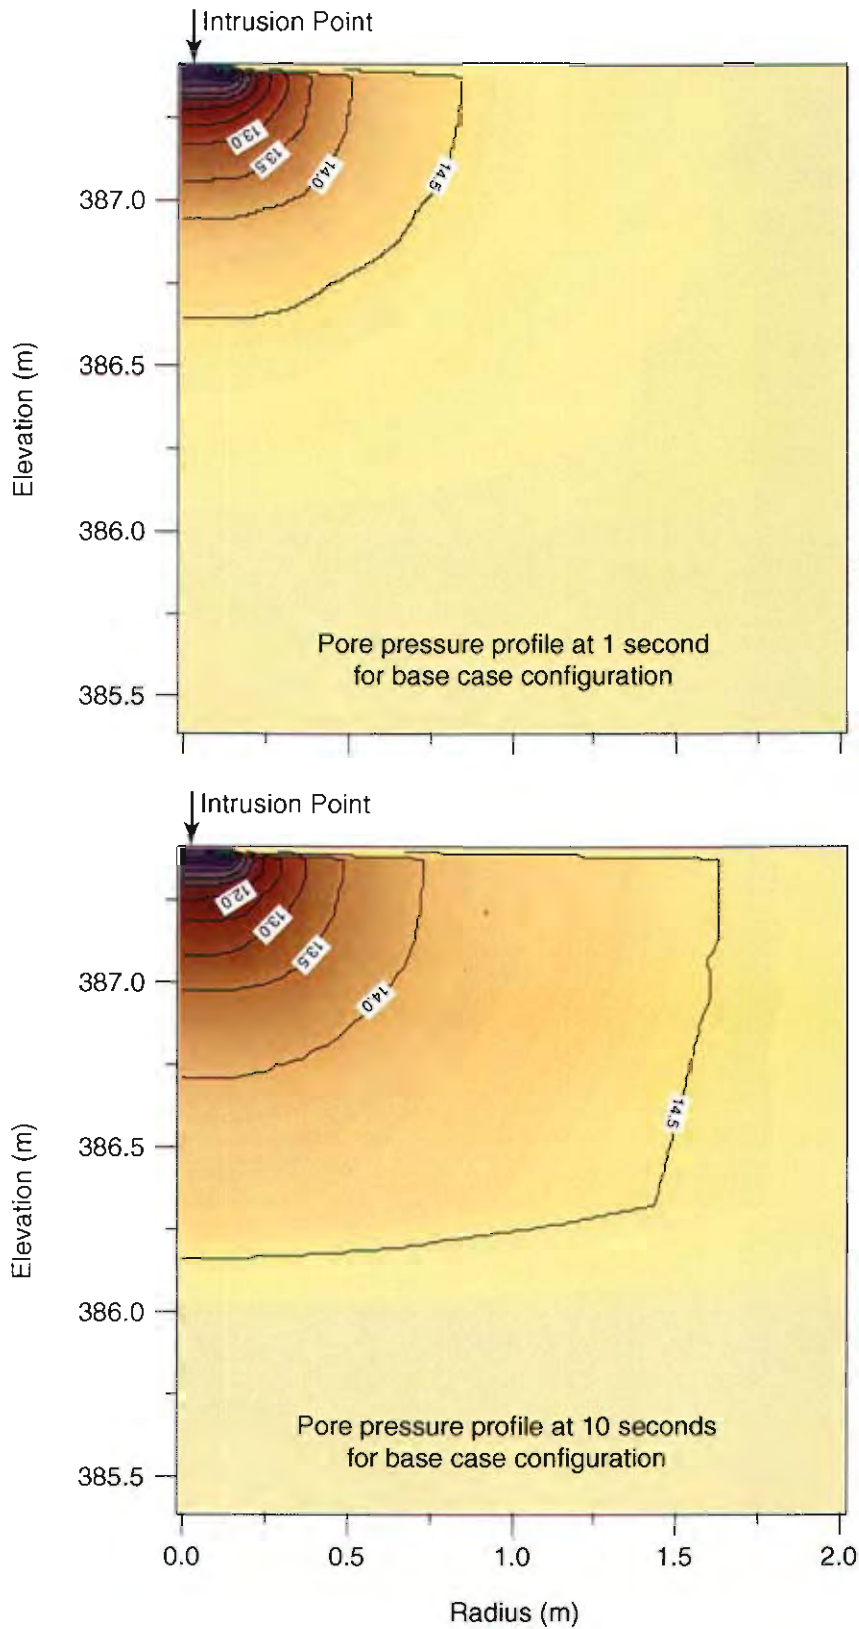 Intrusion Point
13.0
13.5
14.0
14.5
387.0
386.5
386.0
385.5
Elevation (m)
Pore pressure profile at 1 second
for base case configuration
Intrusion Point
12.0
13.0
13.5
14.0
14.5
387.0
386.5
386.0
385.5
Elevation (m)
Pore pressure profile at 10 seconds
for base case configuration
0.0 0.5 1.0 1.5 2.0
Radius (m)